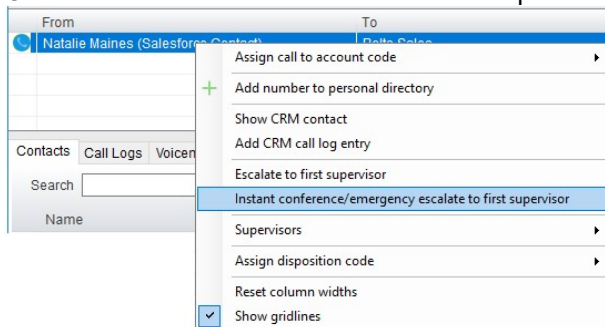 From To
Natalie Maines (Salesforce Contact)
Assign call to account code
Add number to personal directory
Show CRM contact
Add CRM call log entry
Contacts Call Logs Voicem
Escalate to first supervisor
Search
Instant conference/emergency escalate to first supervisor
Name
Supervisors
Assign disposition code
Reset column widths
Show gridlines